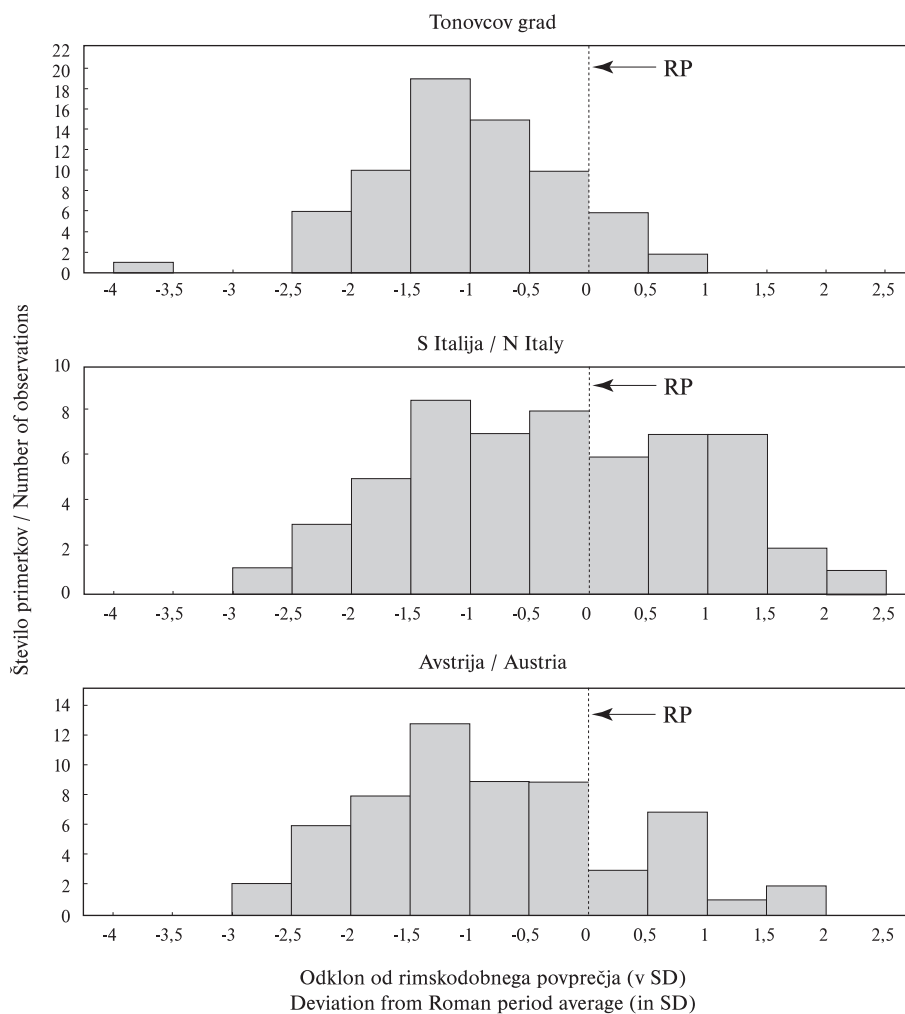 Tonovcov grad
22
20
18
16
14
12
10
8
6
4
2
0
RP
-4 -3,5 -3 -2,5 -2 -1,5 -1 -0,5 0 0,5 1 1,5 2 2,5
S Italija / N Italy
10
8
6
4
2
0
RP
-4 -3,5 -3 -2,5 -2 -1,5 -1 -0,5 0 0,5 1 1,5 2 2,5
Število primerkov / Number of observations
Avstrija / Austria
14
12
10
8
6
4
2
0
RP
-4 -3,5 -3 -2,5 -2 -1,5 -1 -0,5 0 0,5 1 1,5 2 2,5
Odklon od rimskodobnega povprečja (v SD)
Deviation from Roman period average (in SD)